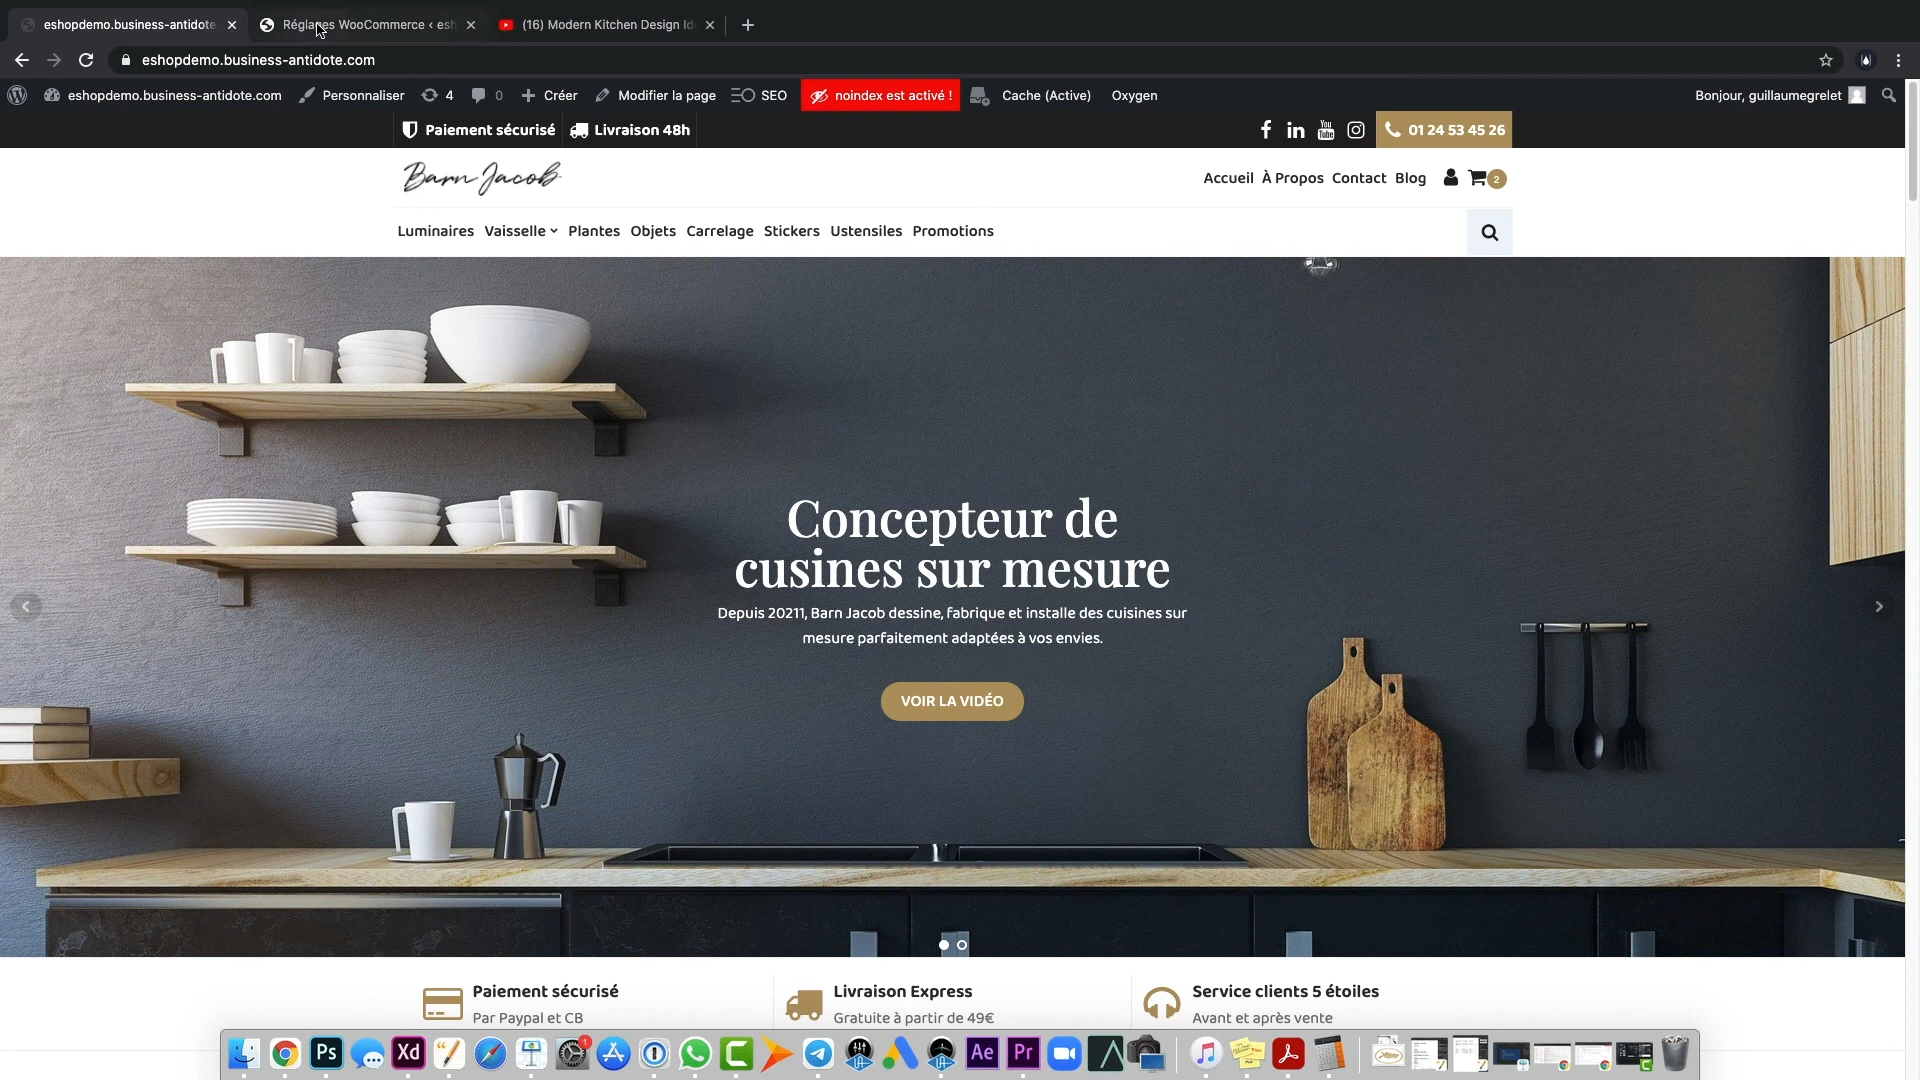 eshopdemo.business-antidote.
Réglages WooCommerce ‹ esh
(16) Modern Kitchen Design Id
eshopdemo.business-antidote.com
eshopdemo.business-antidote.com Personnaliser 4 0 Créer Modifier la page SEO noindex est activé ! Cache (Active) Oxygen Bonjour, guillaumegrelet
Paiement sécurisé Livraison 48h You Tube 01 24 53 45 26
Barn Jacob
Accueil À Propos Contact Blog 2
Luminaires Vaisselle Plantes Objets Carrelage Stickers Ustensiles Promotions
Concepteur de
cusines sur mesure
Depuis 20211, Barn Jacob dessine, fabrique et installe des cuisines sur
mesure parfaitement adaptées à vos envies.
VOIR LA VIDÉO
Paiement sécurisé
Par Paypal et CB
Livraison Express
Gratuite à partir de 49€
Service clients 5 étoiles
Avant et après vente
Ps Xd 1 Ae Pr